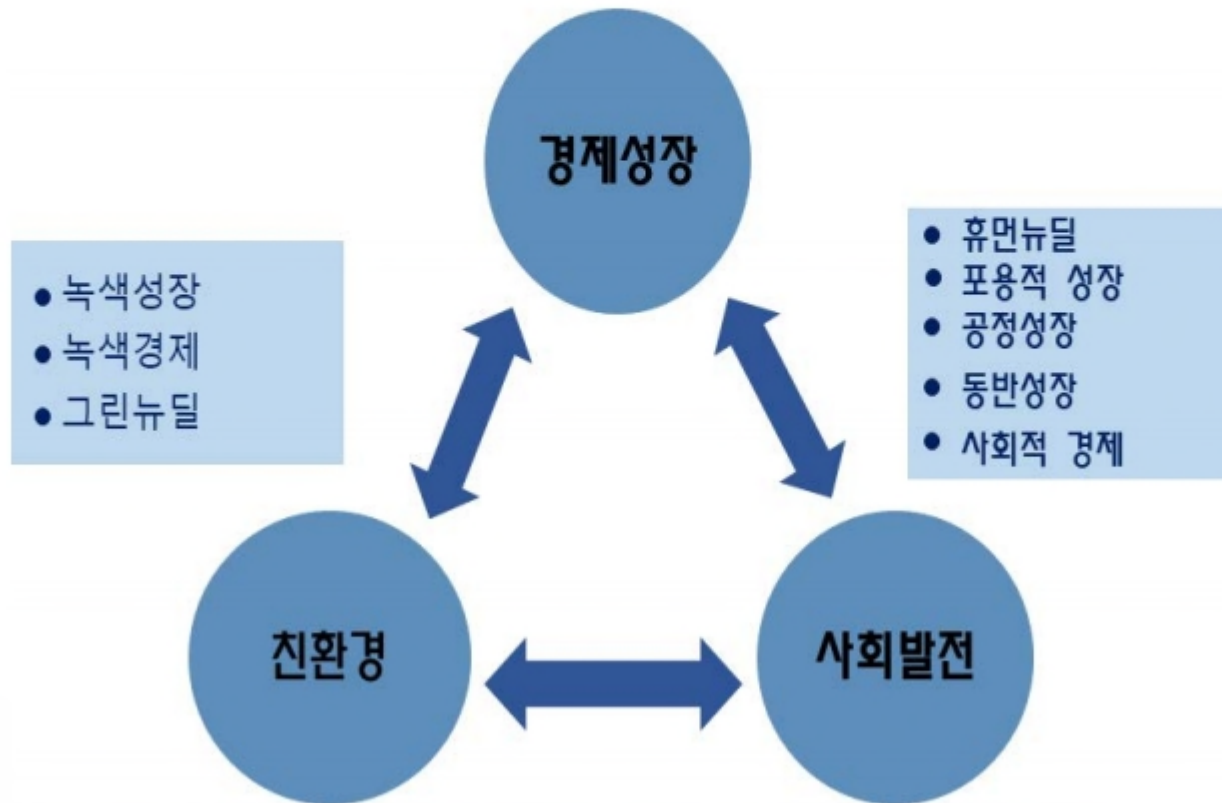 경제성장
녹색성장
녹색경제
그린뉴딜
휴먼뉴딜
포용적 성장
공정성장
동반성장
사회적 경제
친환경
사회발전